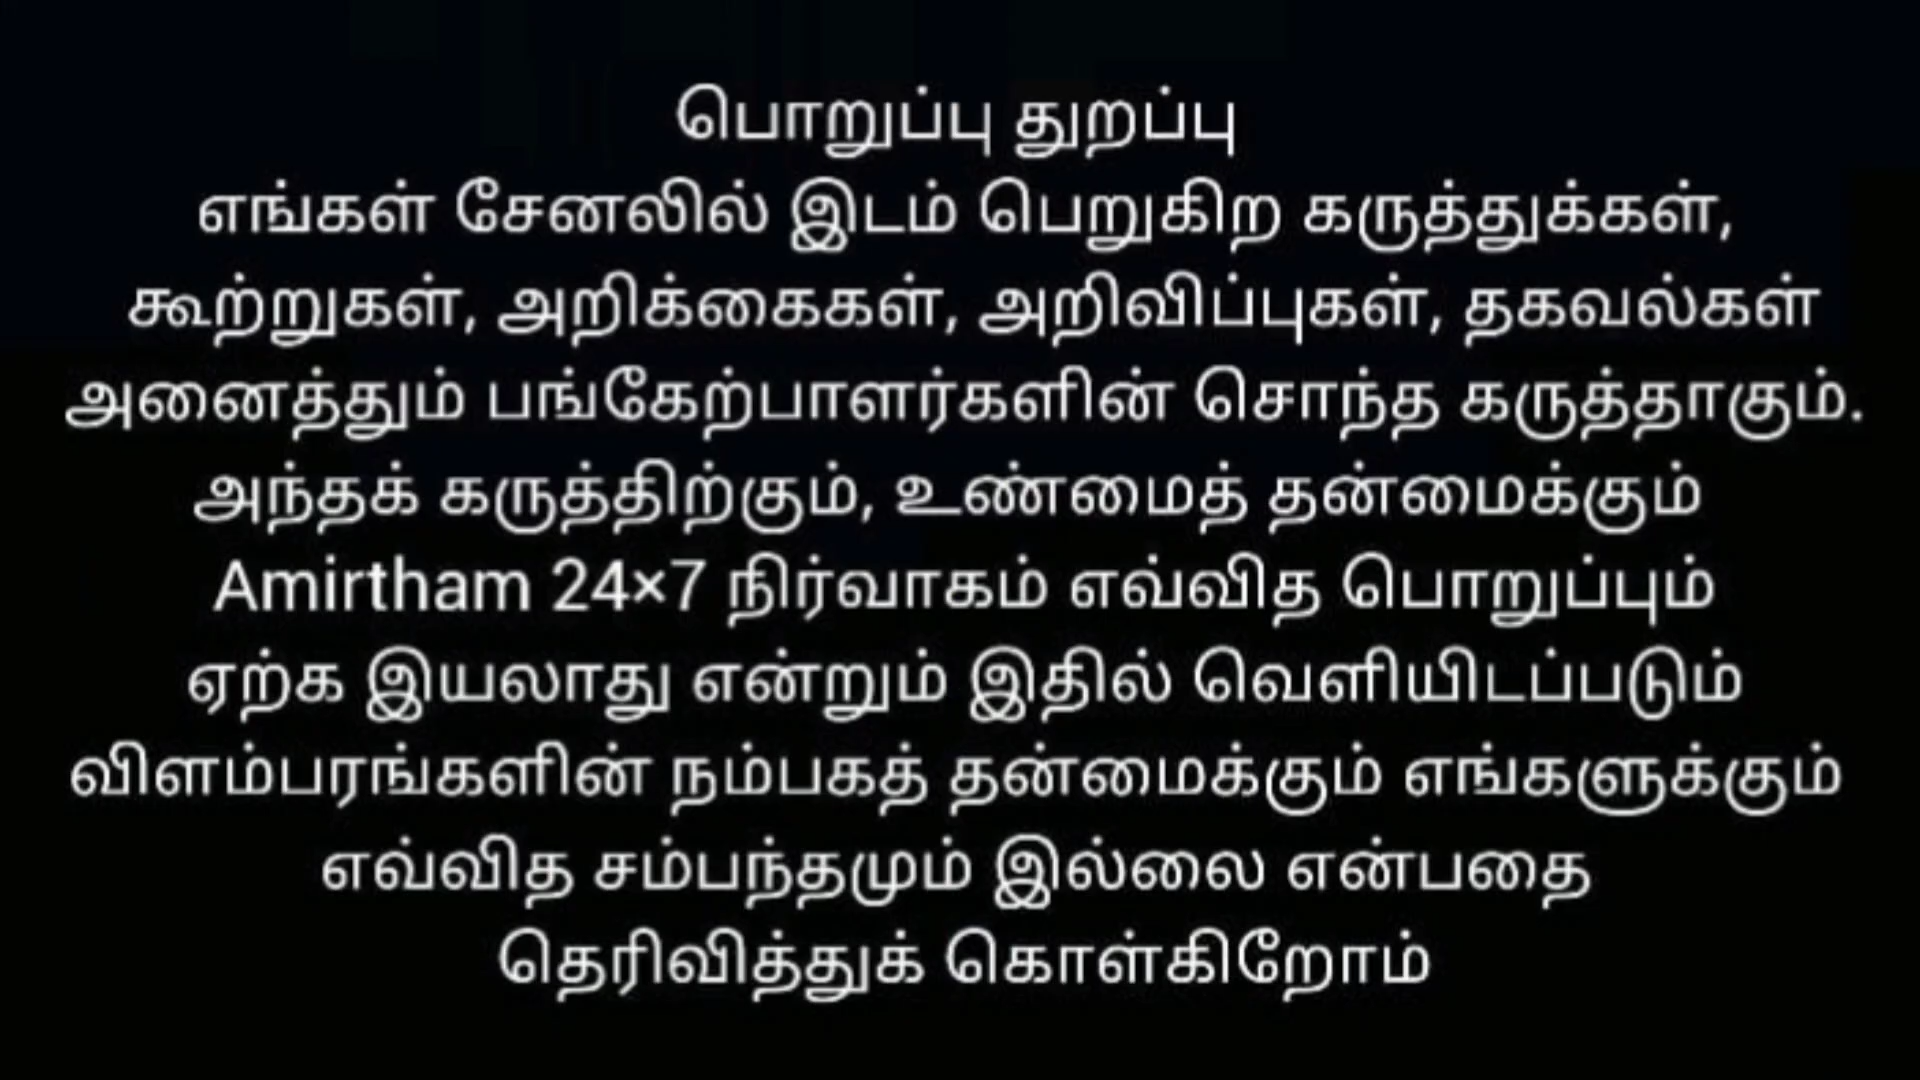 பொறுப்பு துறப்பு
எங்கள் சேனலில் இடம் பெறுகிற கருத்துக்கள்,
கூற்றுகள், அறிக்கைகள், அறிவிப்புகள், தகவல்கள்
அனைத்தும் பங்கேற்பாளர்களின் சொந்த கருத்தாகும்.
அந்தக் கருத்திற்கும், உண்மைத் தன்மைக்கும்
Amirtham 24×7 நிர்வாகம் எவ்வித பொறுப்பும்
ஏற்க இயலாது என்றும் இதில் வெளியிடப்படும்
விளம்பரங்களின் நம்பகத் தன்மைக்கும் எங்களுக்கும்
எவ்வித சம்பந்தமும் இல்லை என்பதை
தெரிவித்துக் கொள்கிறோம்